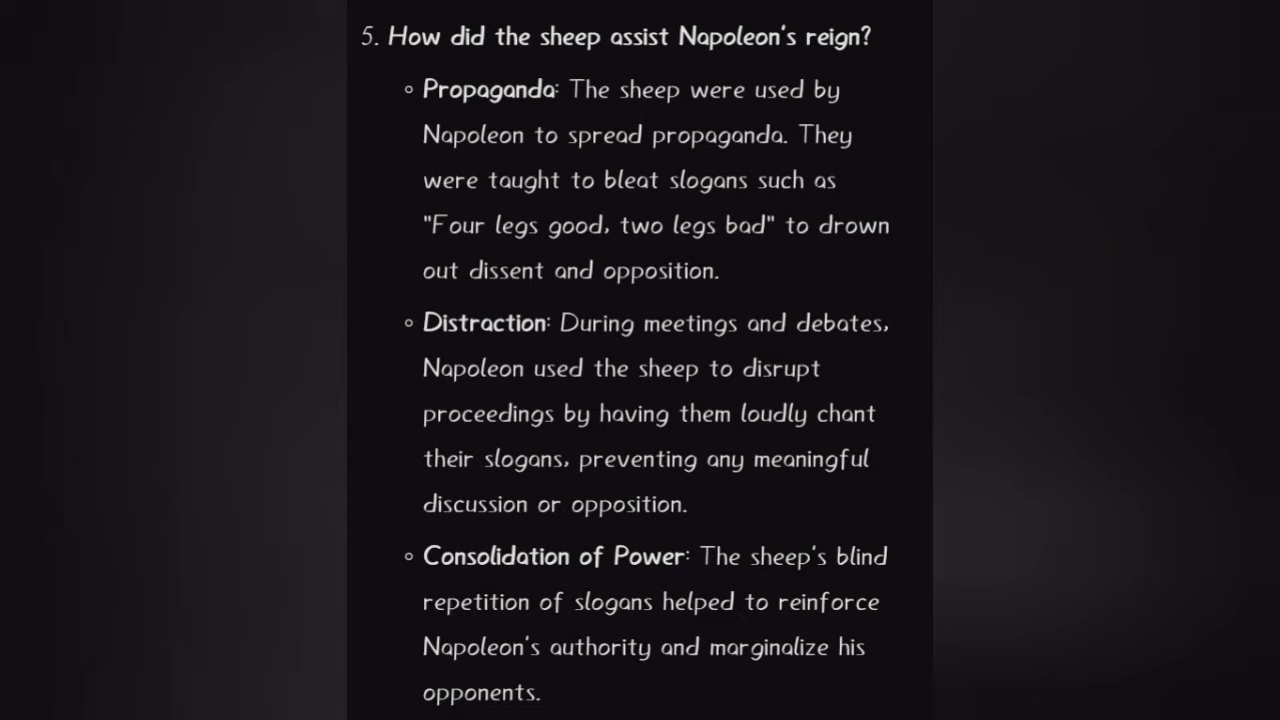 5. How did the sheep assist Napoleon's reign?
◦ Propaganda: The sheep were used by
Napoleon to spread propaganda. They
were taught to bleat slogans such as
"Four legs good, two legs bad" to drown
out dissent and opposition.
◦ Distraction: During meetings and debates,
Napoleon used the sheep to disrupt
proceedings by having them loudly chant
their slogans, preventing any meaningful
discussion or opposition.
◦ Consolidation of Power: The sheep's blind
repetition of slogans helped to reinforce
Napoleon's authority and marginalize his
opponents.